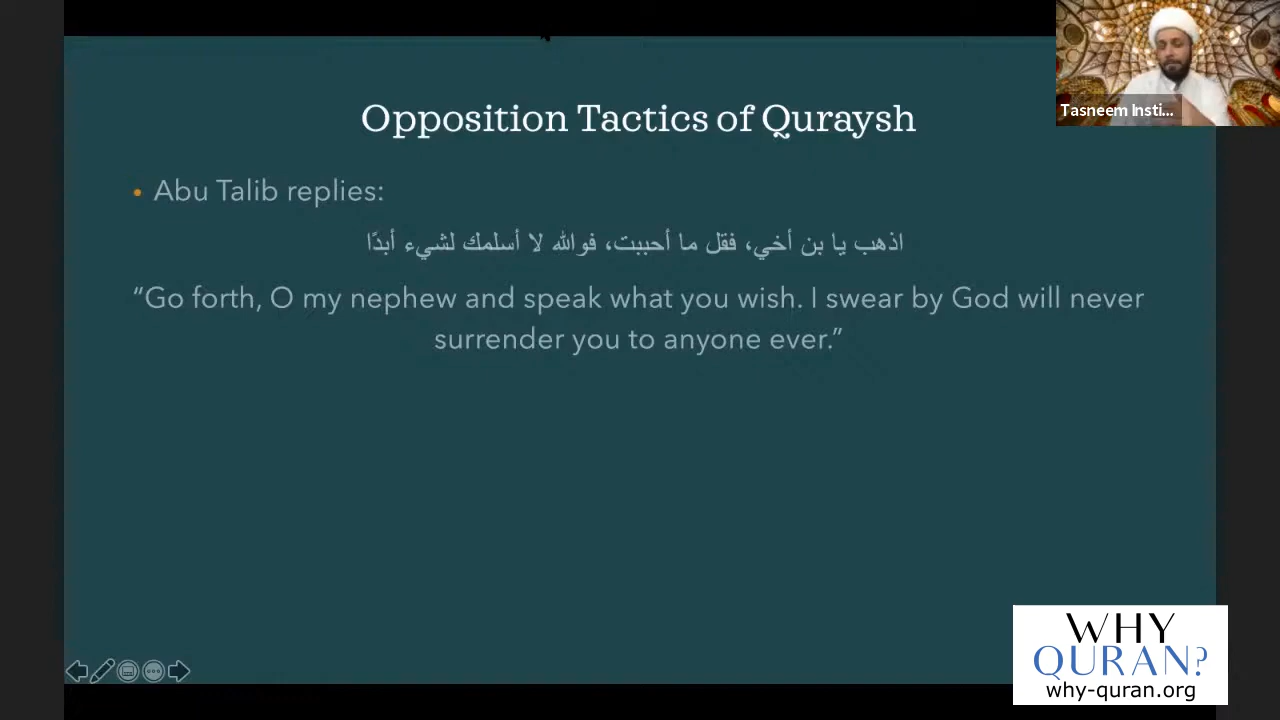 Tasneem Insti...
Opposition Tactics of Quraysh
• Abu Talib replies:
اذهب يا بن أخي، فقل ما أحببت، فوالله لا أسلمك لشيء أبدًا
“Go forth, O my nephew and speak what you wish. I swear by God will never
surrender you to anyone ever.”
WHY
QURAN?
why-quran.org